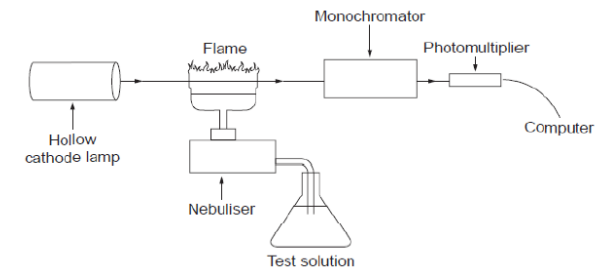 Monochromator
Flame
Photomultiplier
Hollow
cathode lamp
Computer
Nebuliser
Test solution